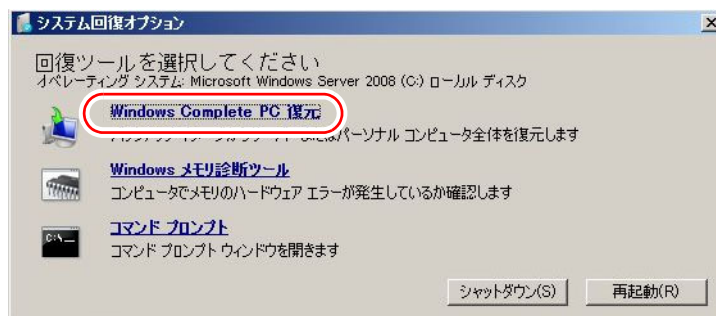 システム回復オプション
回復ツールを選択してください
オペレーティング システム: Microsoft Windows Server 2008 (C:) ローカル ディスク
Windows Complete PC 復元
パーソナル コンピュータ全体を復元します
Windows メモリ診断ツール
コンピュータでメモリのハードウェア エラーが発生しているか確認します
コマンド プロンプト
コマンド プロンプト ウィンドウを開きます
シャットダウン(S)
再起動(R)